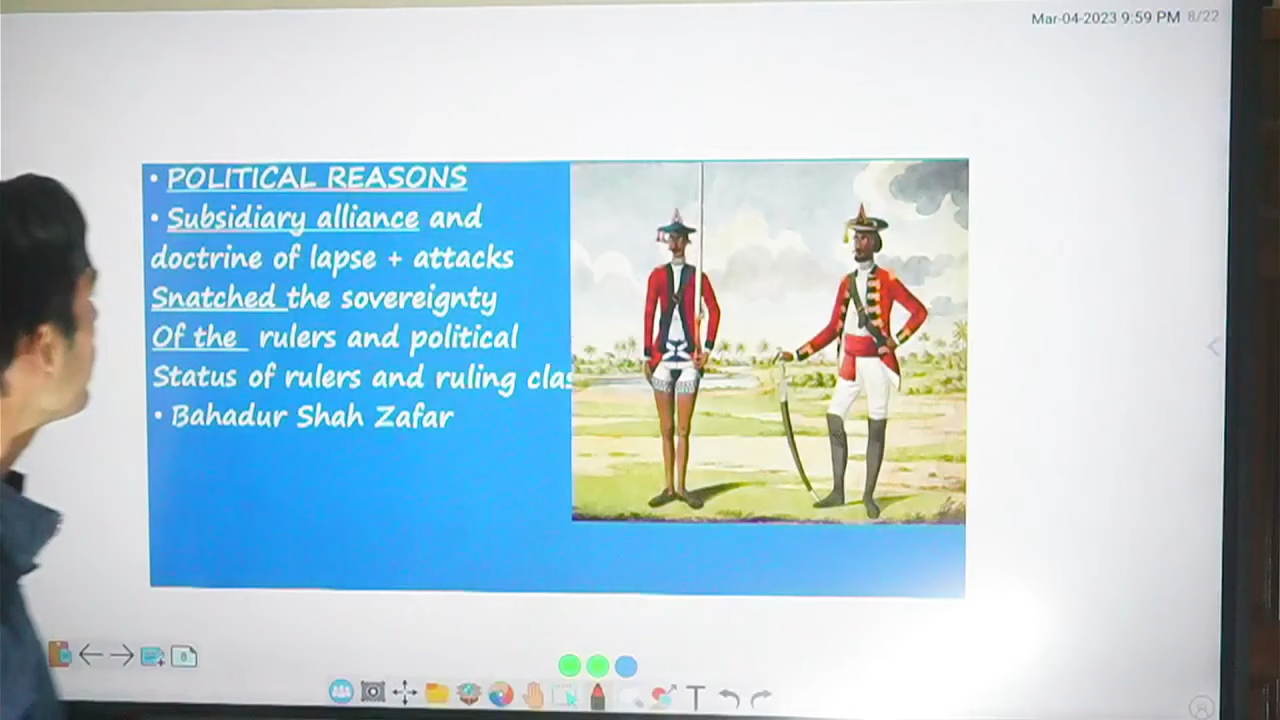 Mar-04-2023 9:59 PM 8/22
• POLITICAL REASONS
• Subsidiary alliance and
doctrine of lapse + attacks
Snatched the sovereignty
Of the rulers and political
Status of rulers and ruling clas
• Bahadur Shah Zafar
8
T